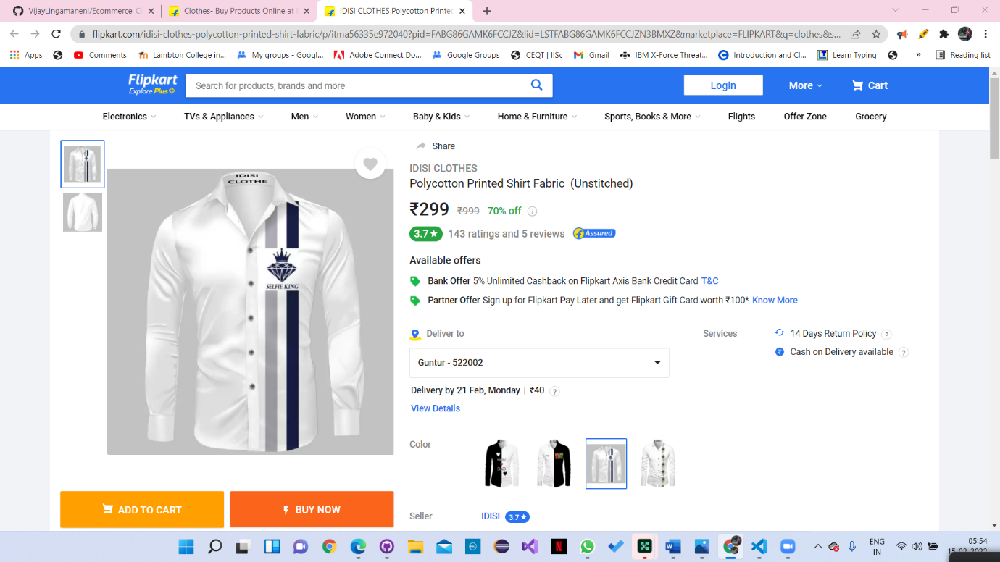 VijayLingamaneni/Ecommerce_C
Clothes- Buy Products Online at
IDISI CLOTHES Polycotton Printed
flipkart.com/idisi-clothes-polycotton-printed-shirt-fabric/p/itma56335e972040?pid=FABG86GAMK6FCCJZ&lid=LSTFABG86GAMK6FCCJZN3BMXZ&marketplace=FLIPKART&q=clothes&s...
Apps Comments Lambton College in... My groups - Googl... Adobe Connect Do... Google Groups CEQT | IISc Gmail IBM X-Force Threat... Introduction and Cl... Learn Typing » Reading list
Flipkart
Explore Plus
Search for products, brands and more
Login
More
Cart
Electronics TVs & Appliances Men Women Baby & Kids Home & Furniture Sports, Books & More Flights Offer Zone Grocery
IDISI
CLOTHE
SELFIE KING
Share
IDISI CLOTHES
Polycotton Printed Shirt Fabric (Unstitched)
₹299 ₹999 70% off
3.7★ 143 ratings and 5 reviews Assured
Available offers
Bank Offer 5% Unlimited Cashback on Flipkart Axis Bank Credit Card T&C
Partner Offer Sign up for Flipkart Pay Later and get Flipkart Gift Card worth ₹100* Know More
Deliver to
Guntur - 522002
Delivery by 21 Feb, Monday | ₹40 ?
View Details
Services
14 Days Return Policy ?
Cash on Delivery available ?
Color
ADD TO CART
BUY NOW
Seller
IDISI 3.7★
ENG
IN
05:54
15-02-2022